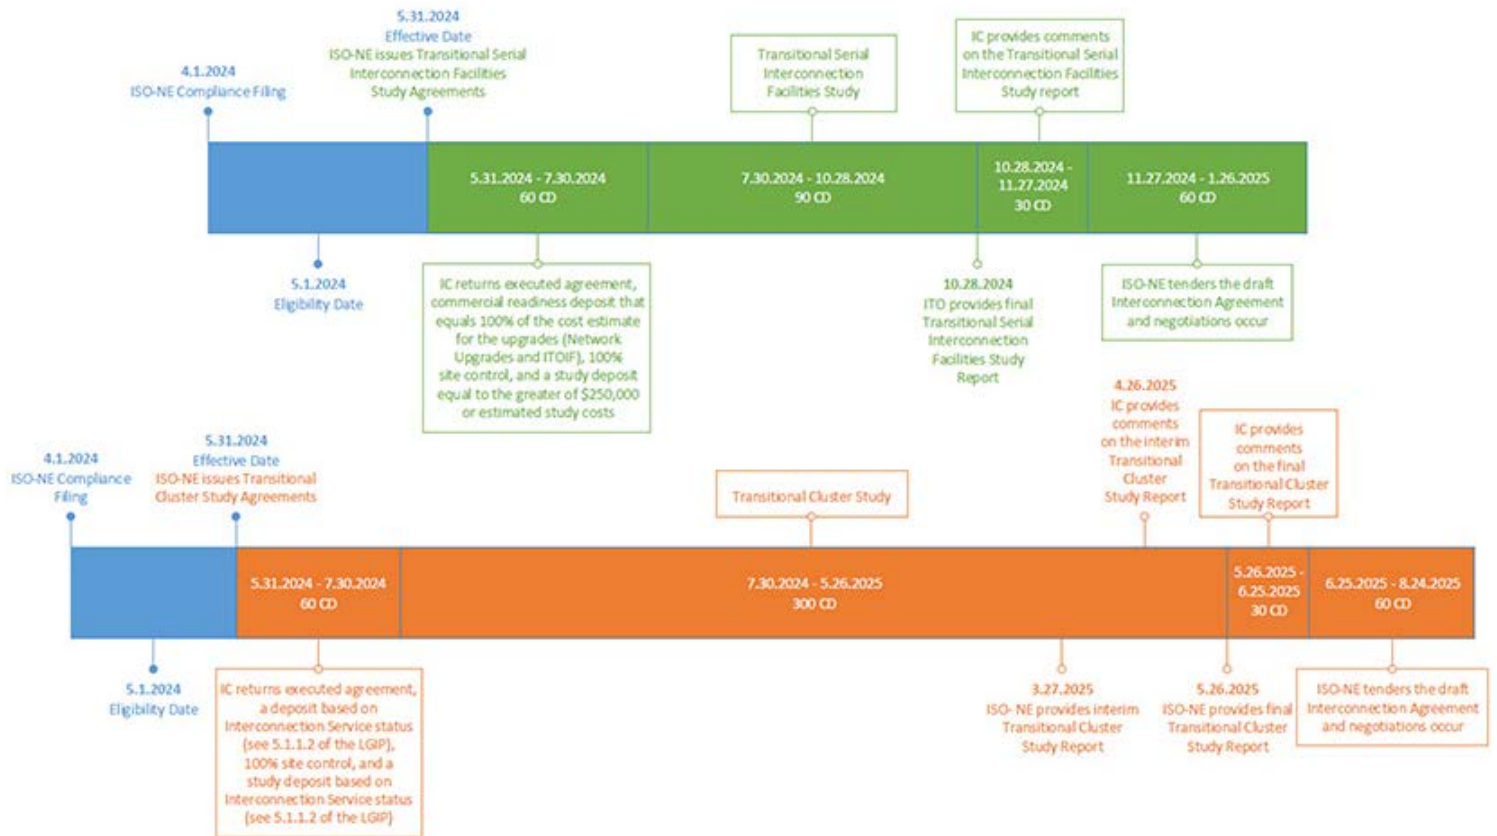 5.31.2024
Effective Date
ISO-NE issues Transitional Serial
Interconnection Facilities
Study Agreements
4.1.2024
ISO-NE Compliance Filing
Transitional Serial
Interconnection
Facilities Study
IC provides comments
on the Transitional Serial
Interconnection Facilities
Study report
5.31.2024 - 7.30.2024
60 CD
7.30.2024 - 10.28.2024
90 CD
10.28.2024 -
11.27.2024
30 CD
11.27.2024 - 1.26.2025
60 CD
5.1.2024
Eligibility Date
IC returns executed agreement,
commercial readiness deposit that
equals 100% of the cost estimate
for the upgrades (Network
Upgrades and ITOIF), 100%
site control, and a study deposit
equal to the greater of $250,000
or estimated study costs
10.28.2024
ITO provides final
Transitional Serial
Interconnection
Facilities Study
Report
ISO-NE tenders the draft
Interconnection Agreement
and negotiations occur
4.1.2024
ISO-NE Compliance
Filing
5.31.2024
Effective Date
ISO-NE issues Transitional
Cluster Study Agreements
Transitional Cluster Study
4.26.2025
IC provides
comments
on the interim
Transitional
Cluster
Study Report
IC provides
comments
on the final
Transitional Cluster
Study Report
5.31.2024 - 7.30.2024
60 CD
7.30.2024 - 5.26.2025
300 CD
5.26.2025 -
6.25.2025
30 CD
6.25.2025 - 8.24.2025
60 CD
5.1.2024
Eligibility Date
IC returns executed agreement,
a deposit based on
Interconnection Service status
(see 5.1.1.2 of the LGIP),
100% site control, and a
study deposit based on
Interconnection Service status
(see 5.1.1.2 of the LGIP)
3.27.2025
ISO- NE provides interim
Transitional Cluster
Study Report
5.26.2025
ISO-NE provides final
Transitional Cluster
Study Report
ISO-NE tenders the draft
Interconnection Agreement
and negotiations occur